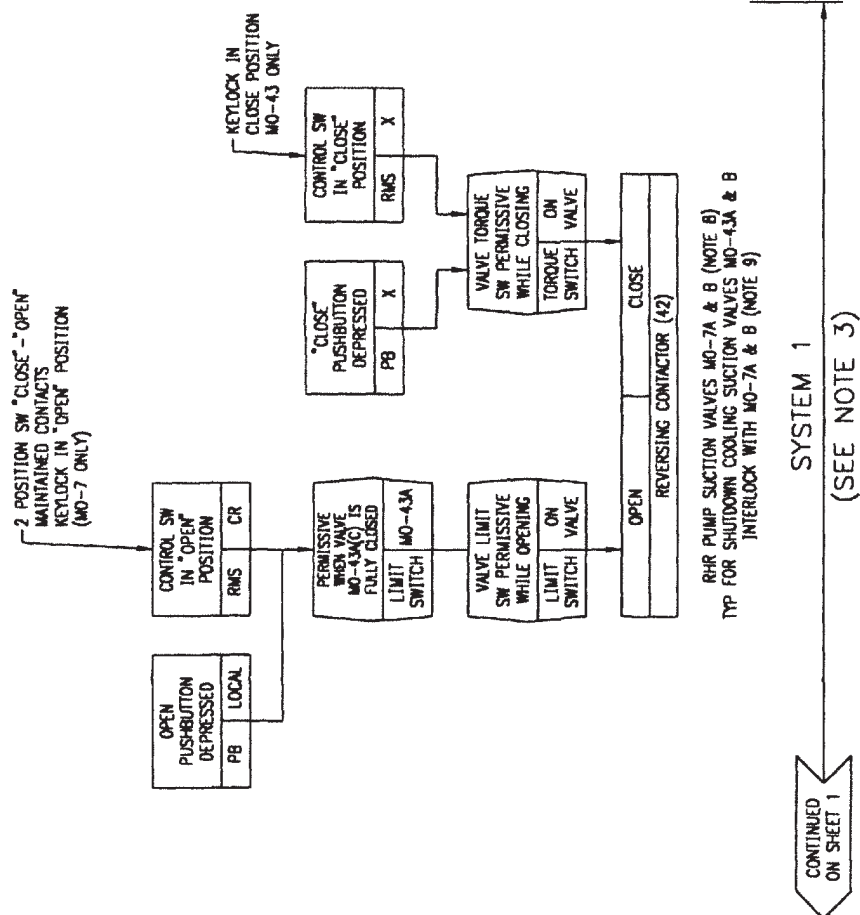 2 POSITION SW "CLOSE"-"OPEN"
MAINTAINED CONTACTS
KEYLOCK IN "OPEN" POSITION
(MO-7 ONLY)
OPEN
PUSHBUTTON
DEPRESSED
PB LOCAL
CONTROL SW
IN "OPEN"
POSITION
RMS CR
KEYLOCK IN
CLOSE POSITION
MO-43 ONLY
"CLOSE"
PUSHBUTTON
DEPRESSED
PB X
CONTROL SW
IN "CLOSE"
POSITION
RMS X
PERMISSIVE
WHEN VALVE
MO-43A(C) IS
FULLY CLOSED
LIMIT
SWITCH
MO-43A
VALVE LIMIT
SW PERMISSIVE
WHILE OPENING
LIMIT
SWITCH
ON
VALVE
VALVE TORQUE
SW PERMISSIVE
WHILE CLOSING
TORQUE
SWITCH
ON
VALVE
OPEN CLOSE
REVERSING CONTACTOR (42)
RHR PUMP SUCTION VALVES MO-7A & B (NOTE 8)
TYP FOR SHUTDOWN COOLING SUCTION VALVES MO-43A & B
INTERLOCK WITH MO-7A & B (NOTE 9)
SYSTEM 1
(SEE NOTE 3)
CONTINUED
ON SHEET 1